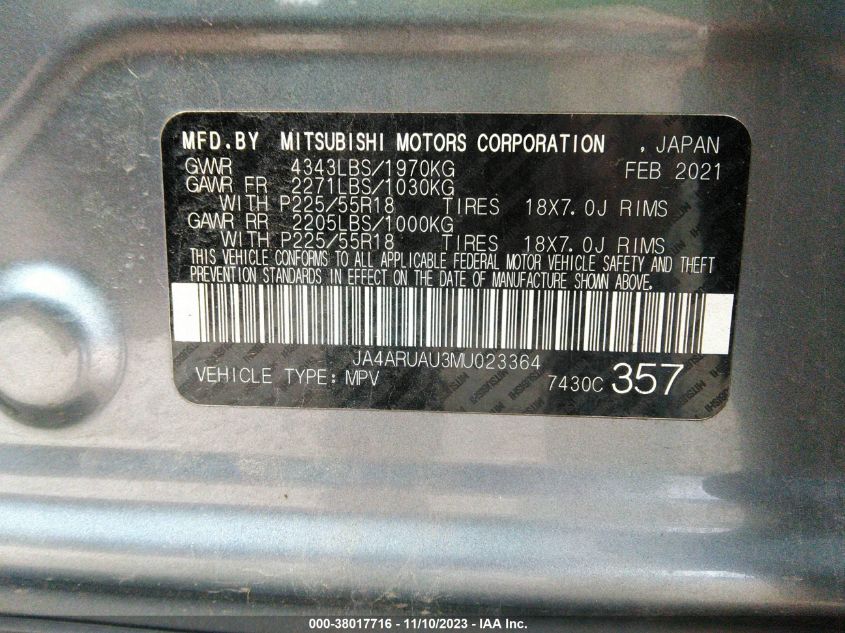 MFD.BY MITSUBISHI MOTORS CORPORATION , JAPAN
GVWR 4343LBS/1970KG FEB 2021
GAWR FR 2271LBS/1030KG
WITH P225/55R18 TIRES 18X7.0J RIMS
GAWR RR 2205LBS/1000KG
WITH P225/55R18 TIRES 18X7.0J RIMS
THIS VEHICLE CONFORMS TO ALL APPLICABLE FEDERAL MOTOR VEHICLE SAFETY AND THEFT
PREVENTION STANDARDS IN EFFECT ON THE DATE OF MANUFACTURE SHOWN ABOVE.
JA4ARUAU3MU023364
VEHICLE TYPE: MPV 7430C 357
000-38017716 - 11/10/2023 - IAAI.com